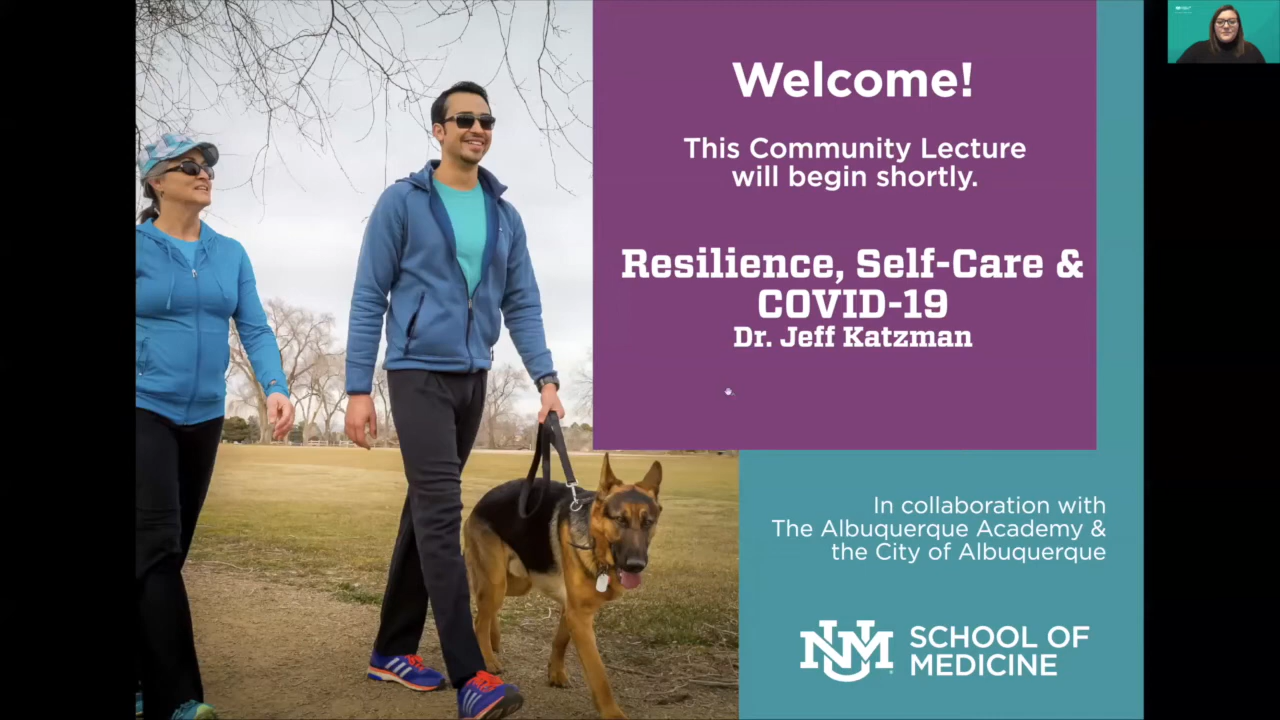 Welcome!
This Community Lecture
will begin shortly.
Resilience, Self-Care &
COVID-19
Dr. Jeff Katzman
In collaboration with
The Albuquerque Academy &
the City of Albuquerque
UNM SCHOOL OF
MEDICINE